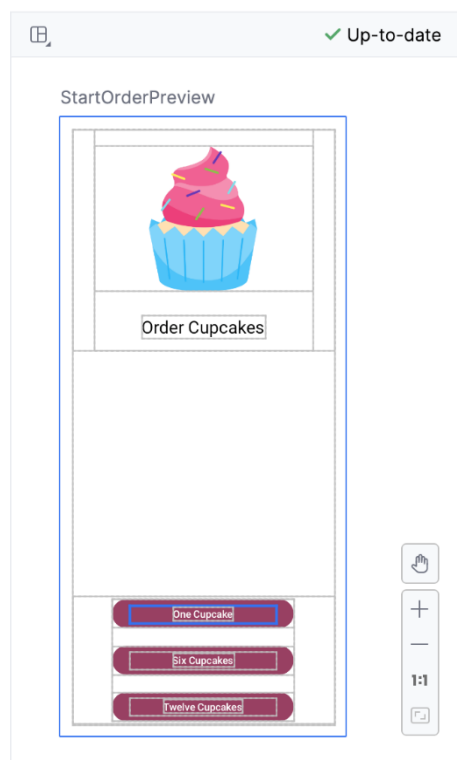 Up-to-date
StartOrderPreview
Order Cupcakes
One Cupcake
Six Cupcakes
Twelve Cupcakes
1:1